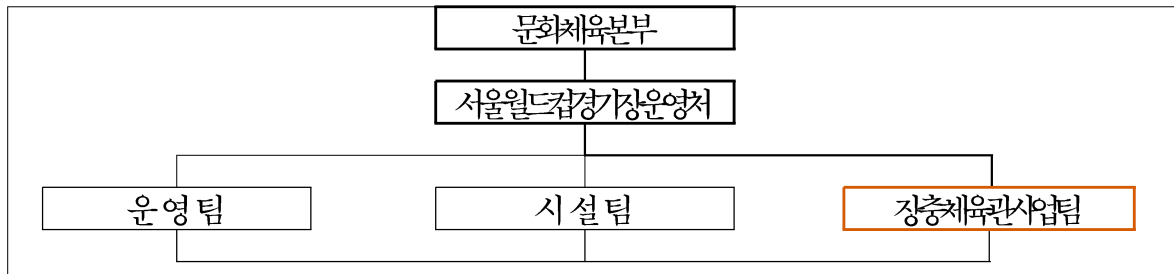 문화체육본부
서울월드컵경기장운영처
운영팀
시설팀
장충체육관사업팀